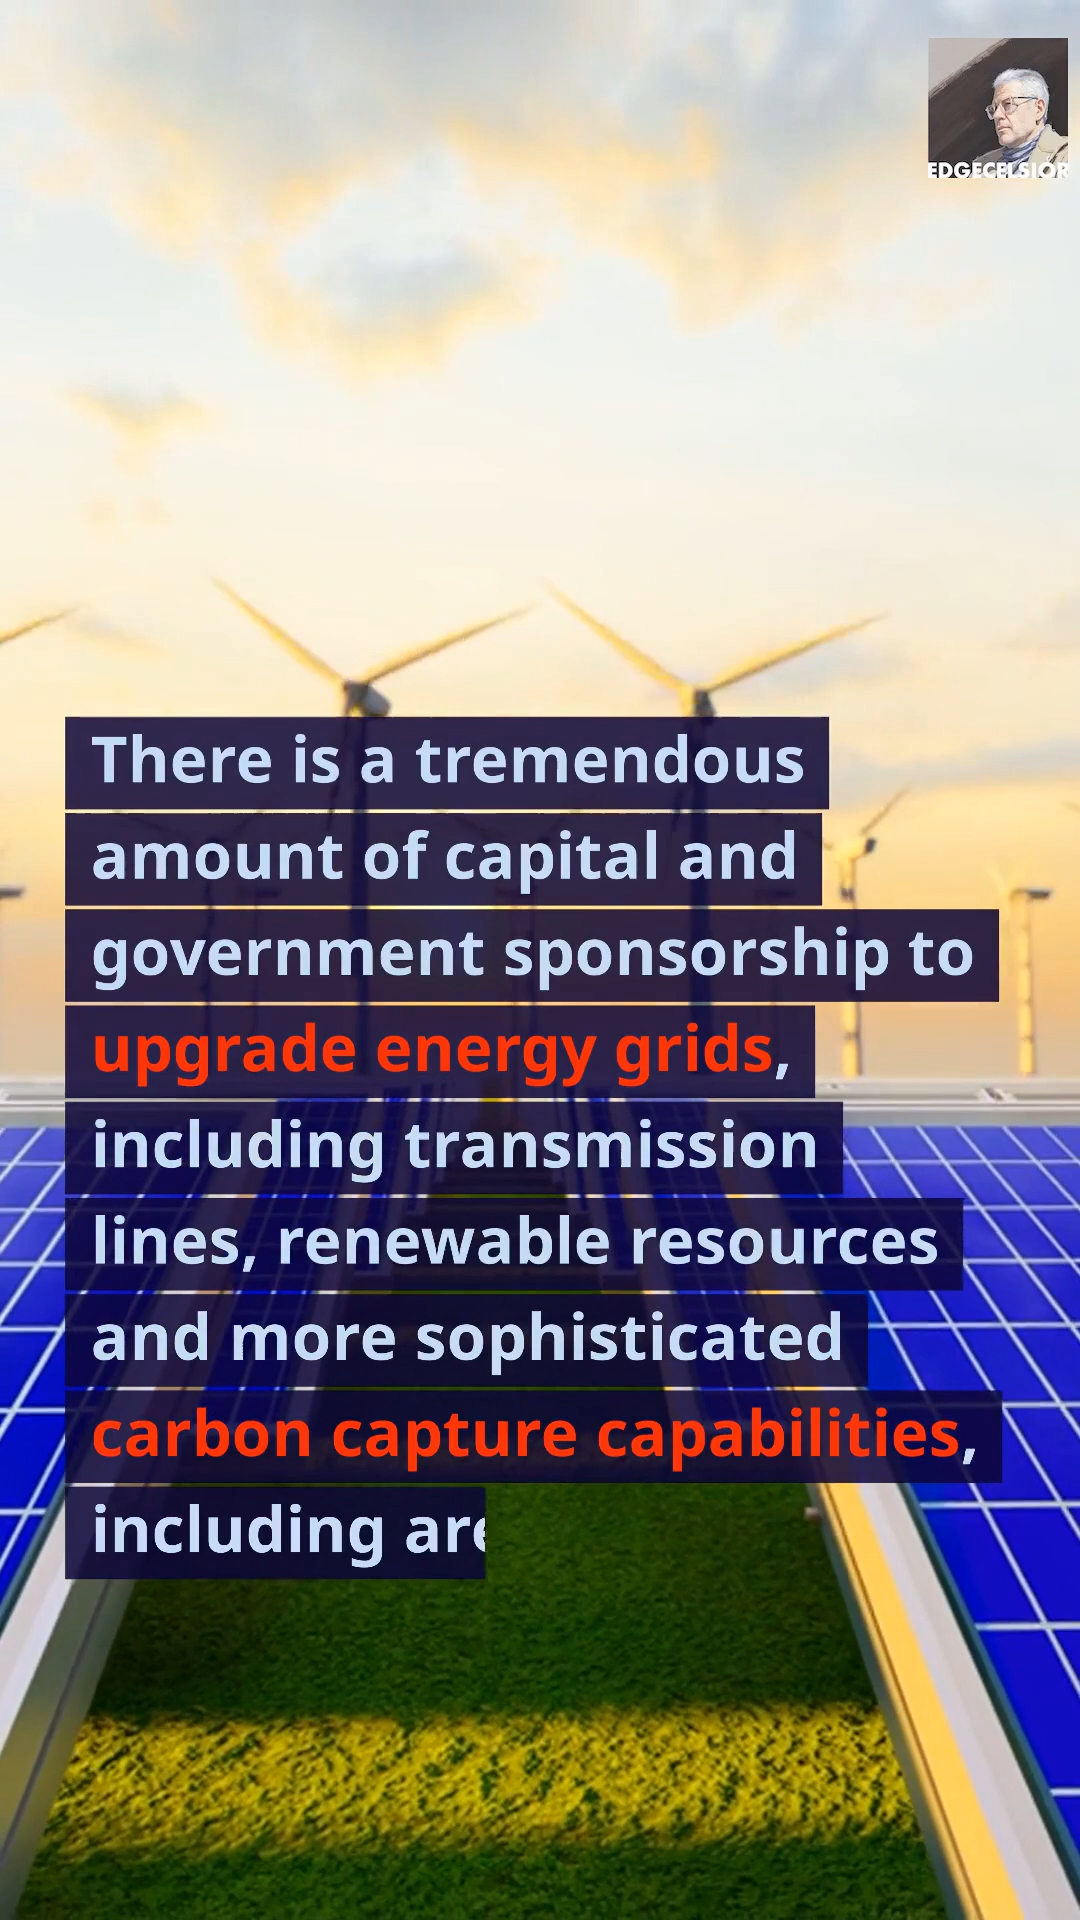 EDGECELSIOR
There is a tremendous
amount of capital and
government sponsorship to
upgrade energy grids,
including transmission
lines, renewable resources
and more sophisticated
carbon capture capabilities,
including